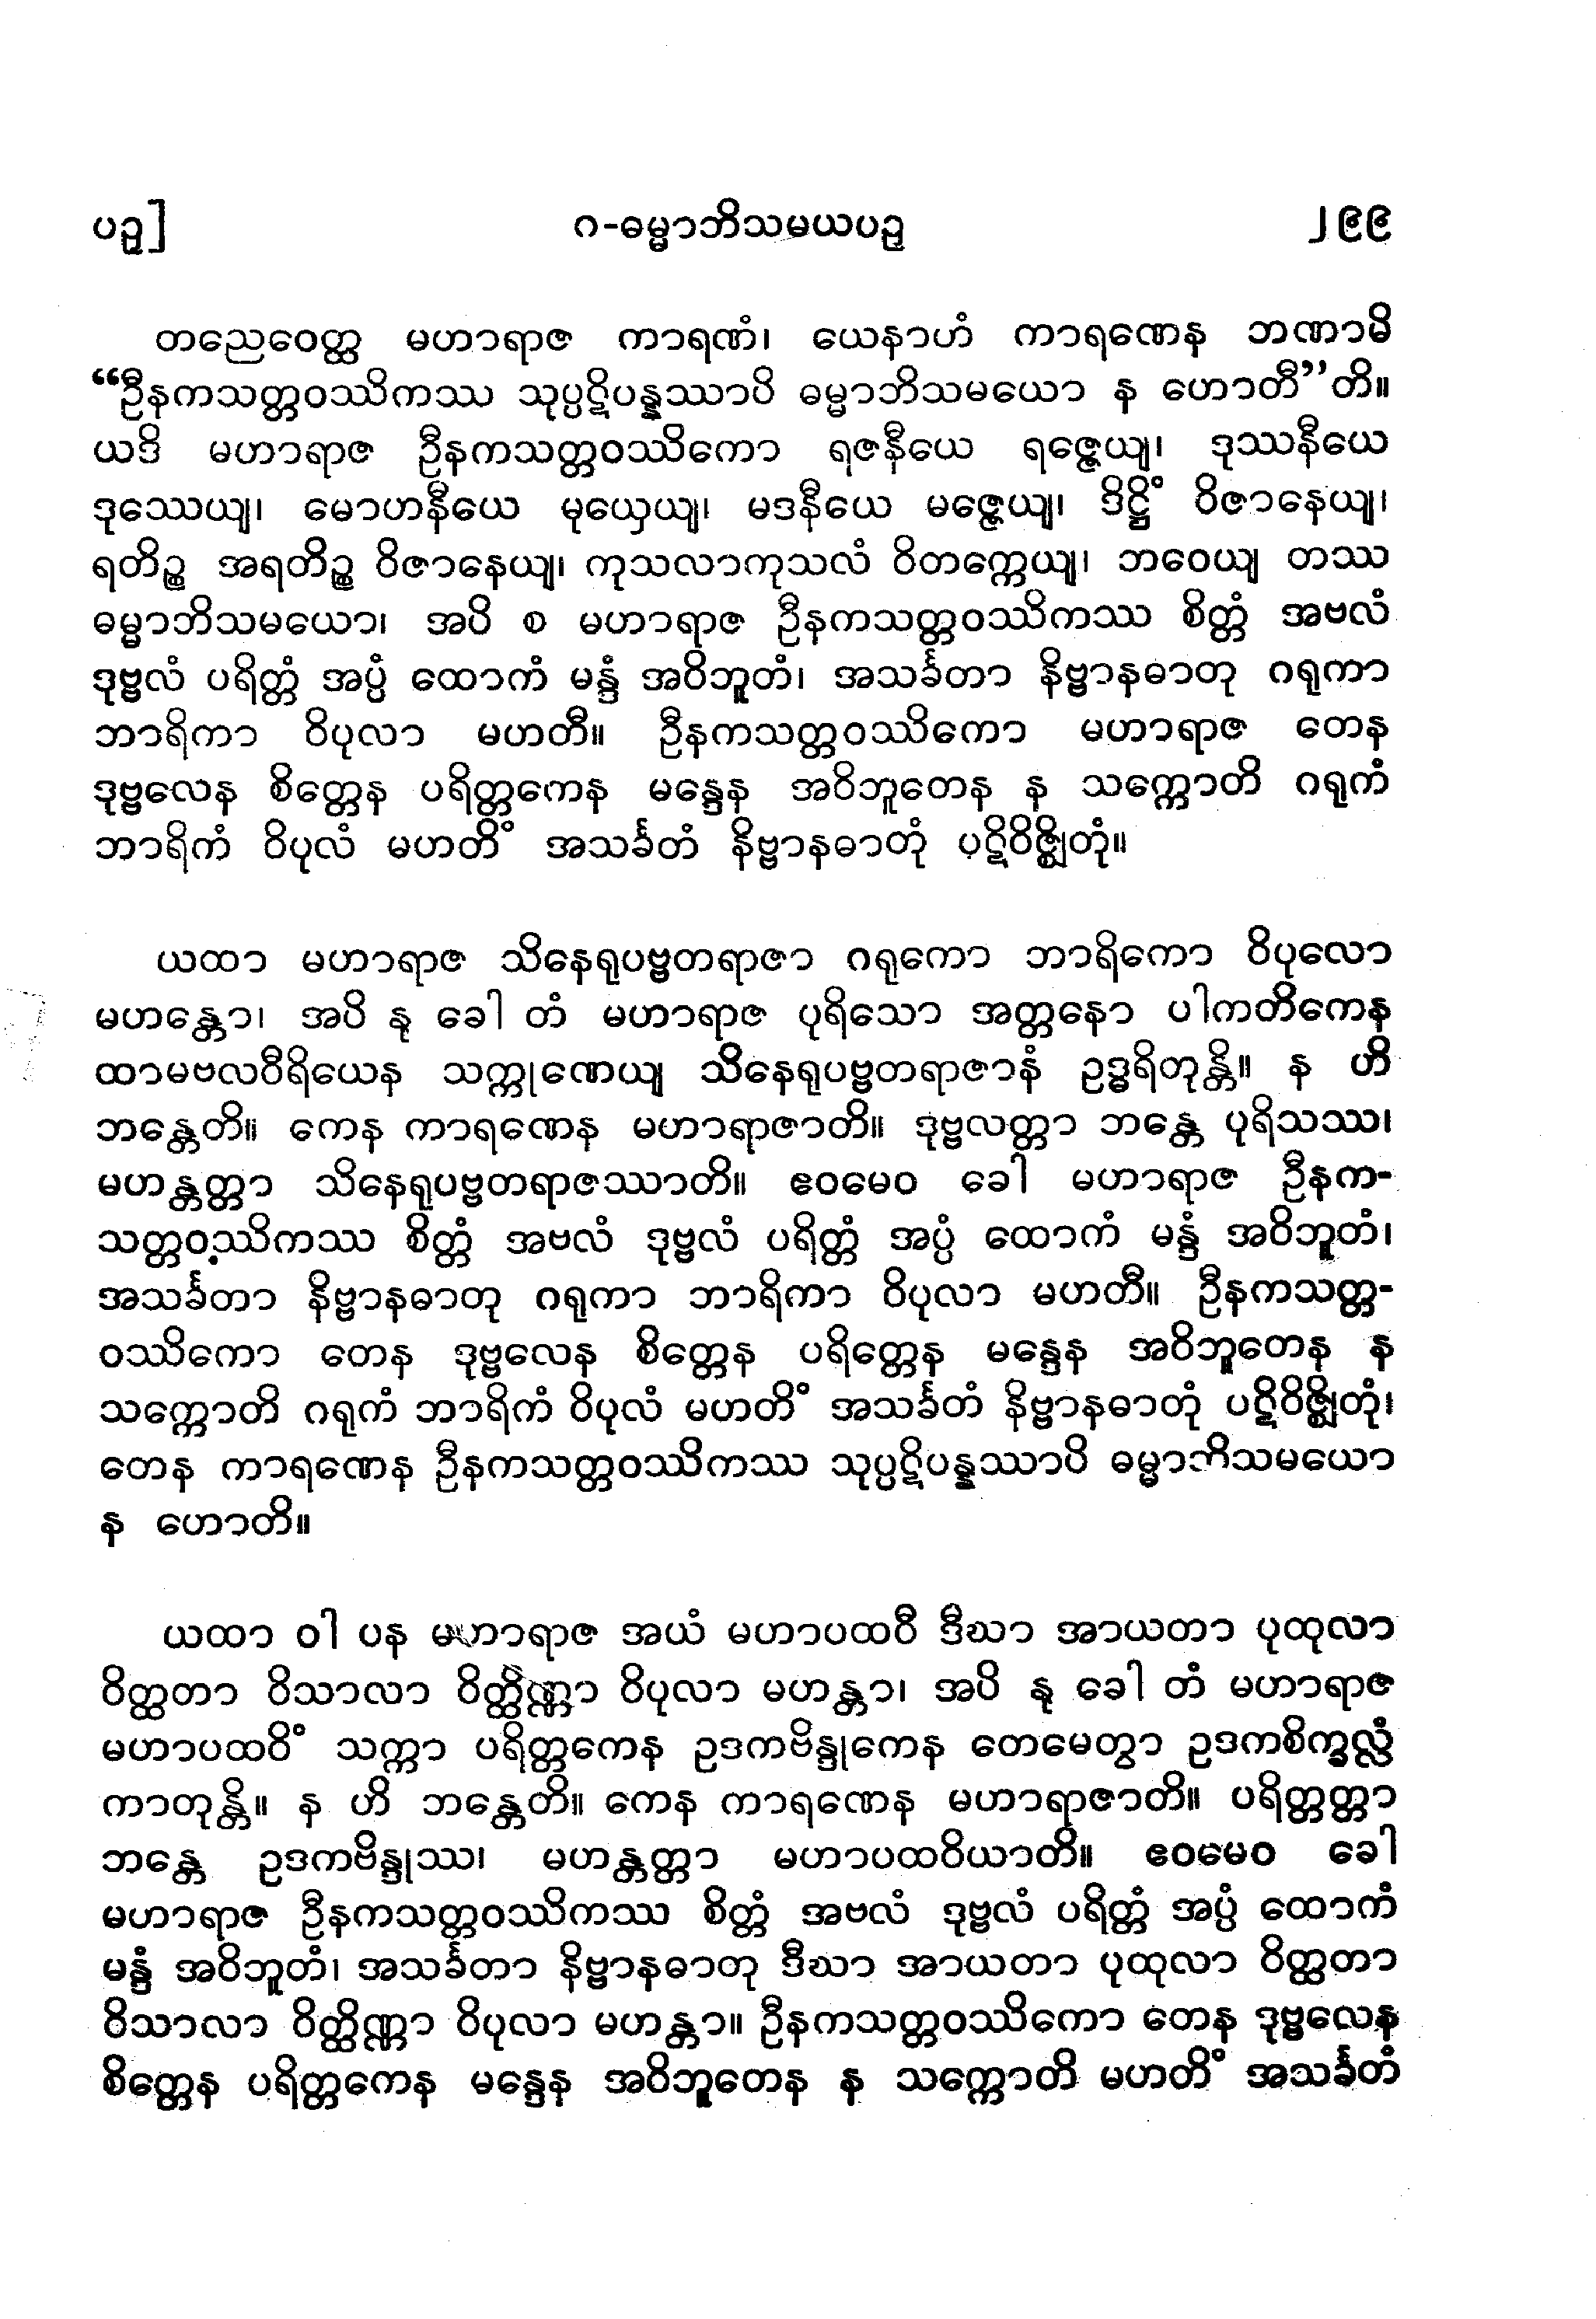 ပဥှ]
ဂ-ဓမ္မာဘိသမယပဥှ
၂၉၉
တညေဝေတ္ထ မဟာရာဇ ကာရဏံ၊ ယေနာဟံ ကာရဏေန ဘဏာမိ
“ဦနကသတ္တဝဿိကဿ သုပ္ပဋိပန္နဿာပိ ဓမ္မာဘိသမယော န ဟောတီ”တိ။
ယဒိ မဟာရာဇ ဦနကသတ္တဝဿိကော ရဇနီယေ ရဇ္ဇေယျ၊ ဒုဿနီယေ
ဒုဿေယျ၊ မောဟနီယေ မုယှေယျ၊ မဒနီယေ မဇ္ဇေယျ၊ ဒိဋ္ဌိံ ဝိဇာနေယျ၊
ရတိဉ္စ အရတိဉ္စ ဝိဇာနေယျ၊ ကုသလာကုသလံ ဝိတက္ကေယျ၊ ဘဝေယျ တဿ
ဓမ္မာဘိသမယော၊ အပိ စ မဟာရာဇ ဦနကသတ္တဝဿိကဿ စိတ္တံ အဗလံ
ဒုဗ္ဗလံ ပရိတ္တံ အပ္ပံ ထောကံ မန္ဒံ အဝိဘူတံ၊ အသင်္ခတာ နိဗ္ဗာနဓာတု ဂရုကာ
ဘာရိကာ ဝိပုလာ မဟတီ။ ဦနကသတ္တဝဿိကော မဟာရာဇ တေန
ဒုဗ္ဗလေန စိတ္တေန ပရိတ္တကေန မန္ဒေန အဝိဘူတေန န သက္ကောတိ ဂရုကံ
ဘာရိကံ ဝိပုလံ မဟတိံ အသင်္ခတံ နိဗ္ဗာနဓာတုံ ပဋိဝိဇ္ဈိတုံ။
ယထာ မဟာရာဇ သိနေရုပဗ္ဗတရာဇာ ဂရုကော ဘာရိကော ဝိပုလော
မဟန္တော၊ အပိ နု ခေါ တံ မဟာရာဇ ပုရိသော အတ္တနော ပါကတိကေန
ထာမဗလဝီရိယေန သက္ကုဏေယျ သိနေရုပဗ္ဗတရာဇာနံ ဥဒ္ဓရိတုန္တိ။ န ဟိ
ဘန္တေတိ။ ကေန ကာရဏေန မဟာရာဇာတိ။ ဒုဗ္ဗလတ္တာ ဘန္တေ ပုရိသဿ၊
မဟန္တတ္တာ သိနေရုပဗ္ဗတရာဇဿာတိ။ ဧဝမေဝ ခေါ မဟာရာဇ ဦနက-
သတ္တဝဿိကဿ စိတ္တံ အဗလံ ဒုဗ္ဗလံ ပရိတ္တံ အပ္ပံ ထောကံ မန္ဒံ အဝိဘူတံ၊
အသင်္ခတာ နိဗ္ဗာနဓာတု ဂရုကာ ဘာရိကာ ဝိပုလာ မဟတီ။ ဦနကသတ္တ-
ဝဿိကော တေန ဒုဗ္ဗလေန စိတ္တေန ပရိတ္တေန မန္ဒေန အဝိဘူတေန န
သက္ကောတိ ဂရုကံ ဘာရိကံ ဝိပုလံ မဟတိံ အသင်္ခတံ နိဗ္ဗာနဓာတုံ ပဋိဝိဇ္ဈိတုံ၊
တေန ကာရဏေန ဦနကသတ္တဝဿိကဿ သုပ္ပဋိပန္နဿာပိ ဓမ္မာဘိသမယော
န ဟောတိ။
ယထာ ဝါ ပန မဟာရာဇ အယံ မဟာပထဝီ ဒီဃာ အာယတာ ပုထုလာ
ဝိတ္ထတာ ဝိသာလာ ဝိတ္ထိဏ္ဏာ ဝိပုလာ မဟန္တာ၊ အပိ နု ခေါ တံ မဟာရာဇ
မဟာပထဝိံ သက္ကာ ပရိတ္တကေန ဥဒကဗိန္ဒုကေန တေမေတွာ ဥဒကစိက္ခလ္လံ
ကာတုန္တိ။ န ဟိ ဘန္တေတိ။ ကေန ကာရဏေန မဟာရာဇာတိ။ ပရိတ္တတ္တာ
ဘန္တေ ဥဒကဗိန္ဒုဿ၊ မဟန္တတ္တာ မဟာပထဝိယာတိ။ ဧဝမေဝ ခေါ
မဟာရာဇ ဦနကသတ္တဝဿိကဿ စိတ္တံ အဗလံ ဒုဗ္ဗလံ ပရိတ္တံ အပ္ပံ ထောကံ
မန္ဒံ အဝိဘူတံ၊ အသင်္ခတာ နိဗ္ဗာနဓာတု ဒီဃာ အာယတာ ပုထုလာ ဝိတ္ထတာ
ဝိသာလာ ဝိတ္ထိဏ္ဏာ ဝိပုလာ မဟန္တာ။ ဦနကသတ္တဝဿိကော တေန ဒုဗ္ဗလေန
စိတ္တေန ပရိတ္တကေန မန္ဒေန အဝိဘူတေန န သက္ကောတိ မဟတိံ အသင်္ခတံ